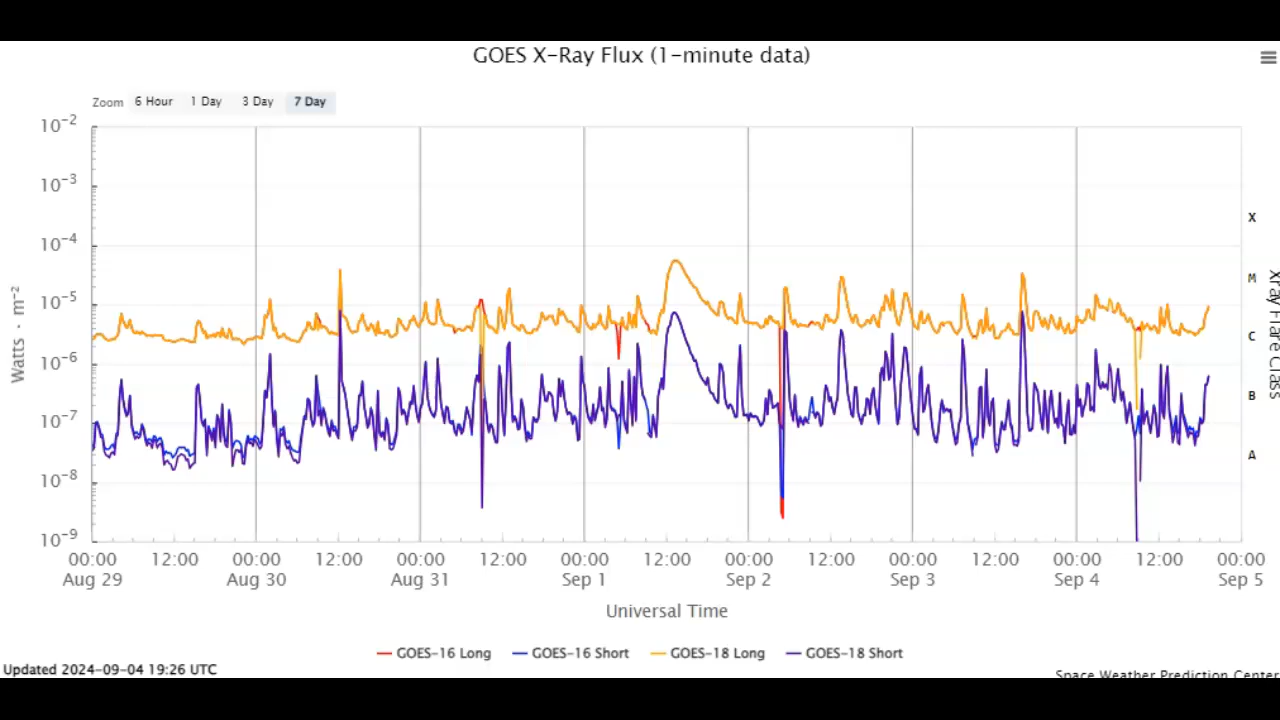 GOES X-Ray Flux (1-minute data)
Zoom 6 Hour 1 Day 3 Day 7 Day
10-2
10-3
10-4
10-5
10-6
10-7
10-8
10-9
Watts · m-2
X
M
C
B
A
Xray Flare Class
00:00 12:00 00:00 12:00 00:00 12:00 00:00 12:00 00:00 12:00 00:00 12:00 00:00 12:00 00:00
Aug 29 Aug 30 Aug 31 Sep 1 Sep 2 Sep 3 Sep 4 Sep 5
Universal Time
GOES-16 Long GOES-16 Short GOES-18 Long GOES-18 Short
Updated 2024-09-04 19:26 UTC
Space Weather Prediction Center